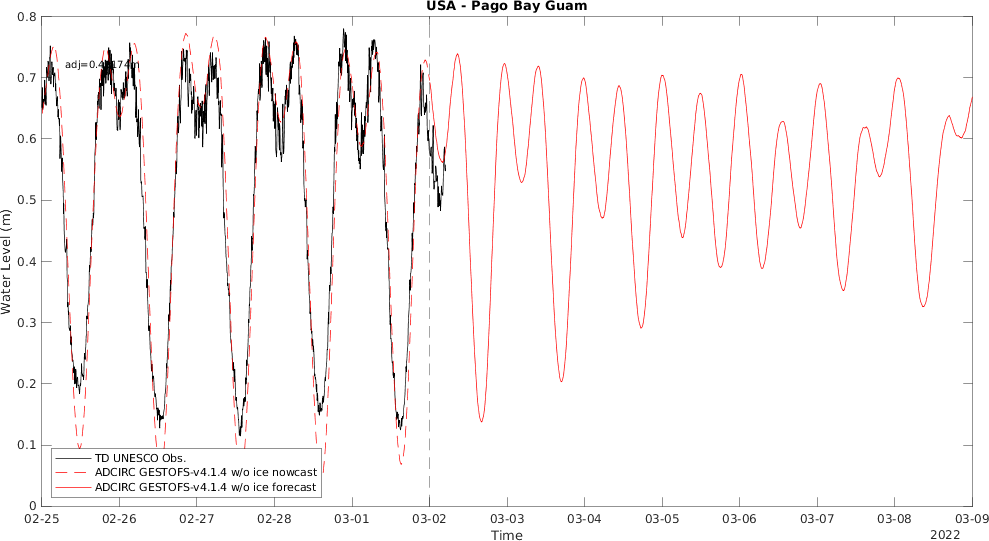 USA - Pago Bay Guam
Water Level (m)
0.8
0.7
0.6
0.5
0.4
0.3
0.2
0.1
0
TD UNESCO Obs.
ADCIRC GESTOFS-v4.1.4 w/o ice nowcast
ADCIRC GESTOFS-v4.1.4 w/o ice forecast
02-25 02-26 02-27 02-28 03-01 03-02 03-03 03-04 03-05 03-06 03-07 03-08 03-09
Time
2022